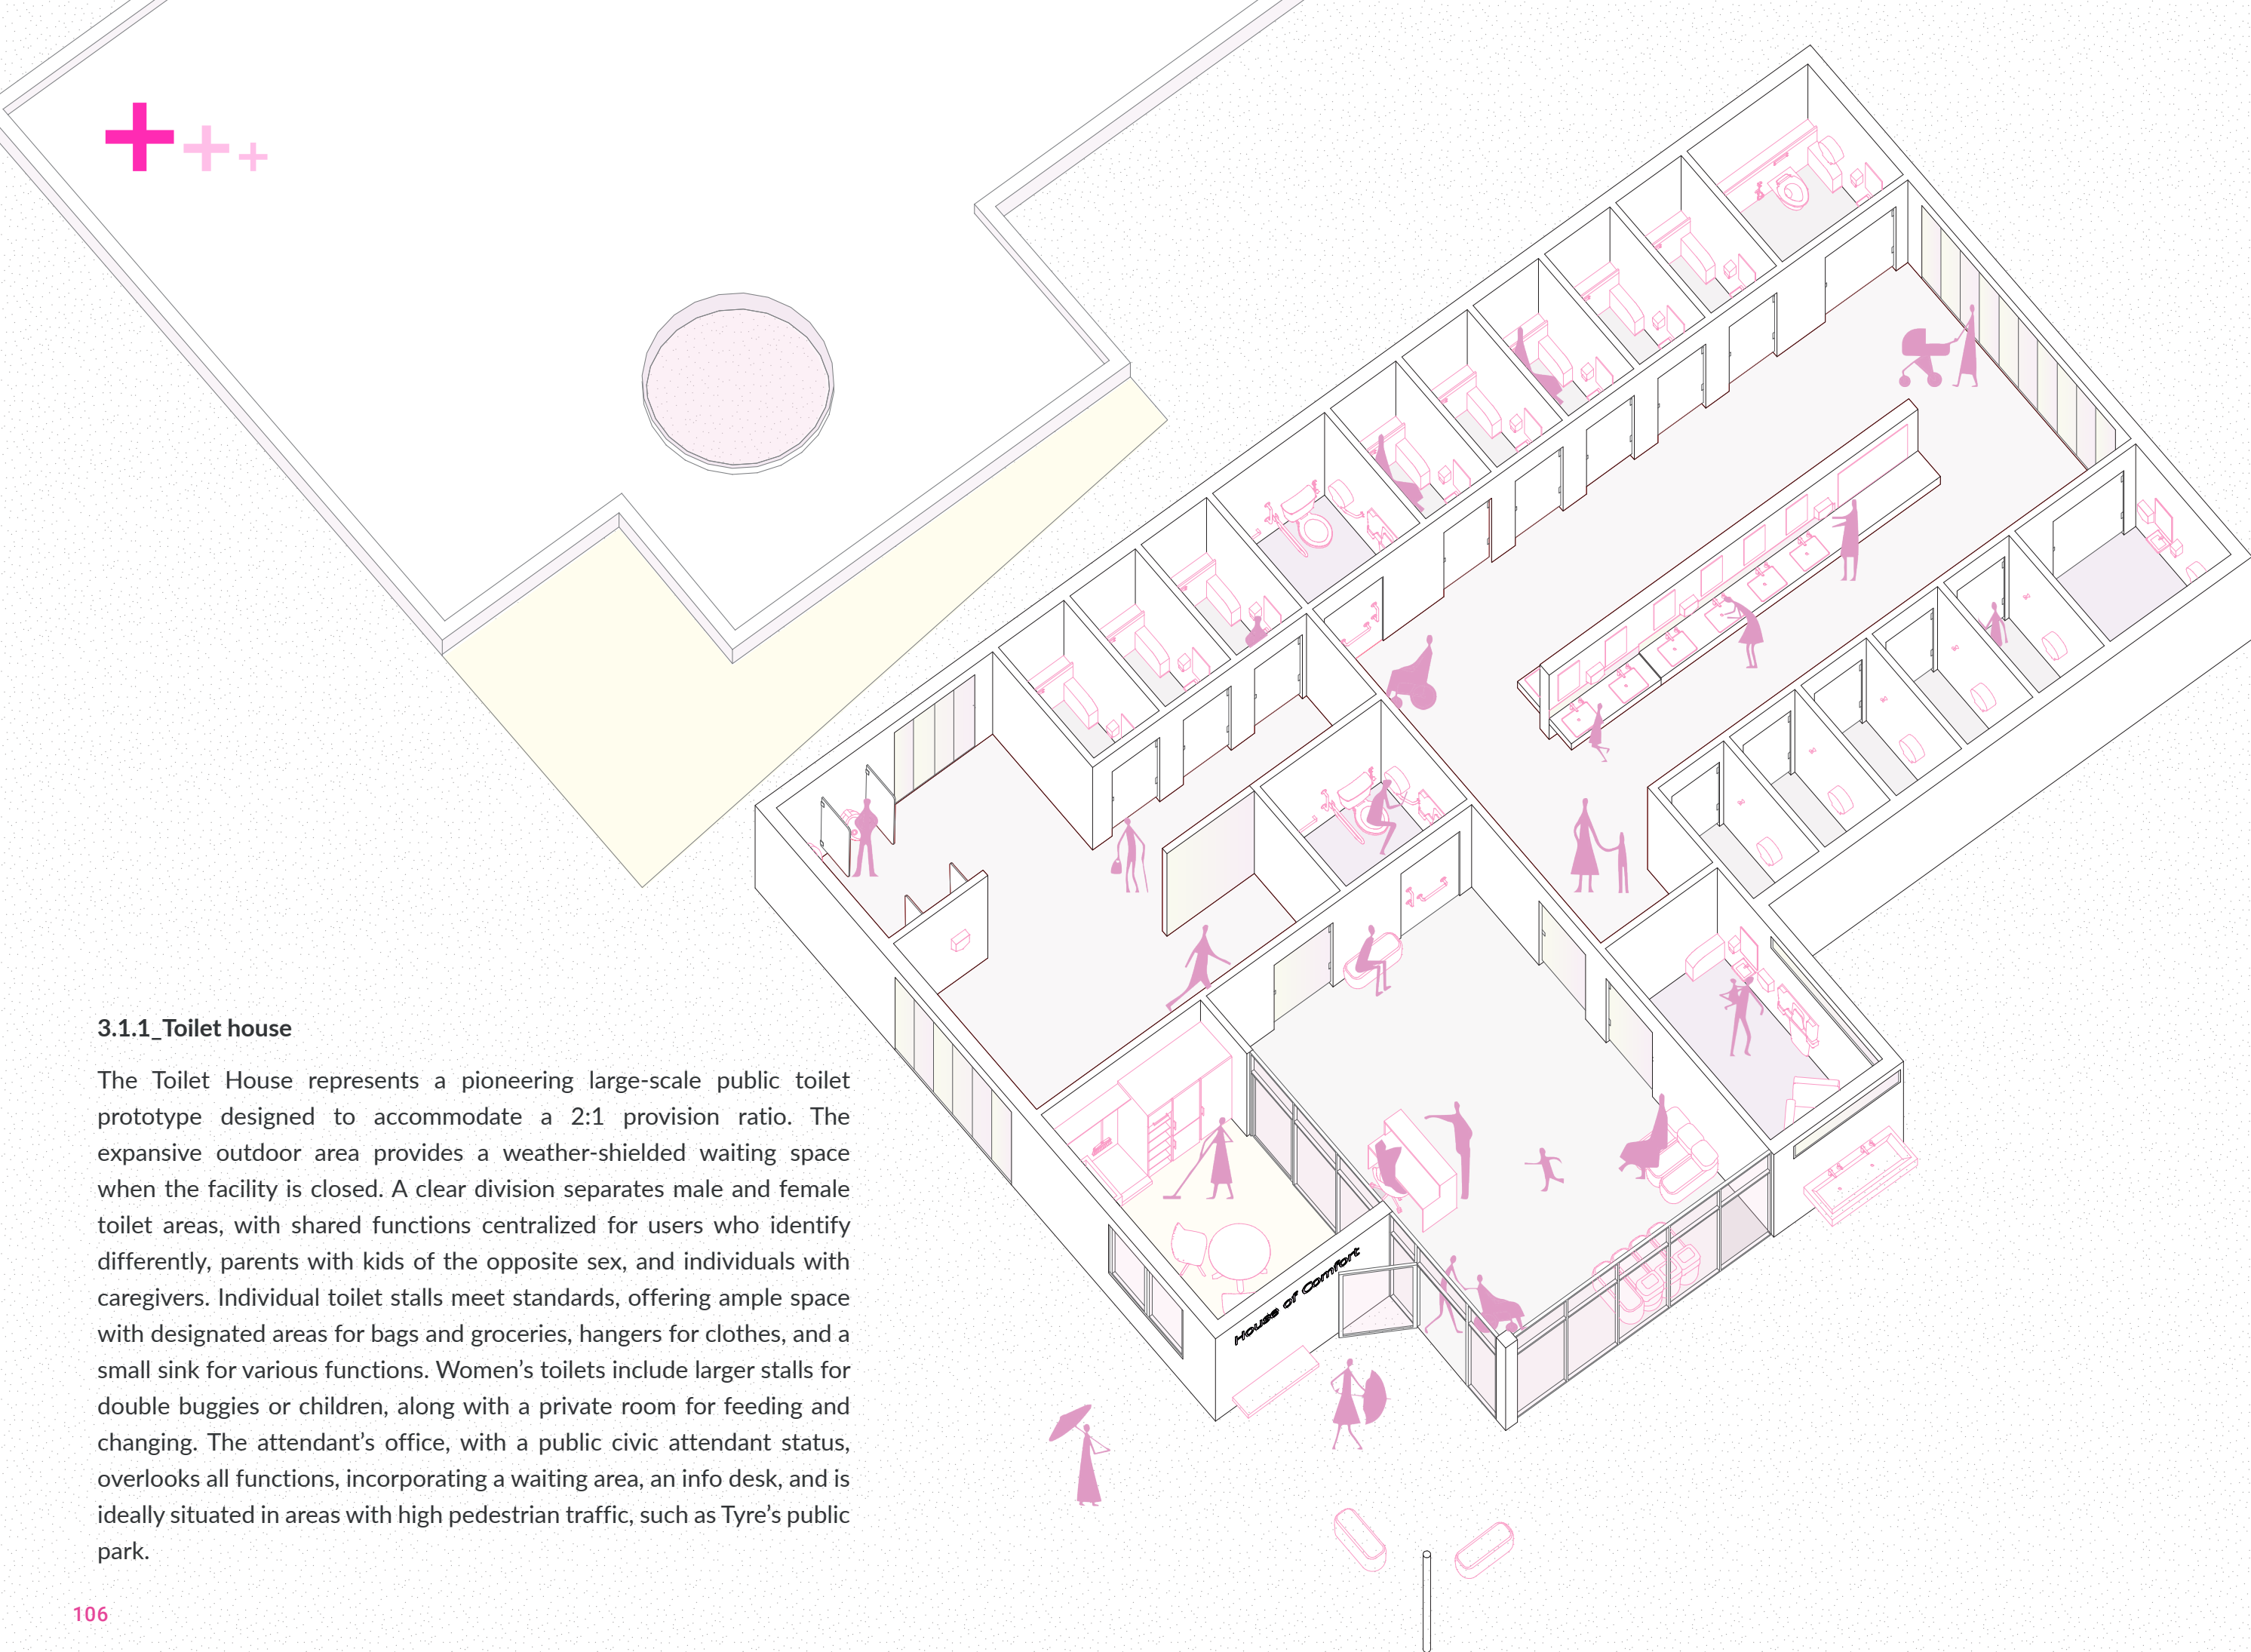 3.1.1_Toilet house
The Toilet House represents a pioneering large-scale public toilet
prototype designed to accommodate a 2:1 provision ratio. The
expansive outdoor area provides a weather-shielded waiting space
when the facility is closed. A clear division separates male and female
toilet areas, with shared functions centralized for users who identify
differently, parents with kids of the opposite sex, and individuals with
caregivers. Individual toilet stalls meet standards, offering ample space
with designated areas for bags and groceries, hangers for clothes, and a
small sink for various functions. Women’s toilets include larger stalls for
double buggies or children, along with a private room for feeding and
changing. The attendant’s office, with a public civic attendant status,
overlooks all functions, incorporating a waiting area, an info desk, and is
ideally situated in areas with high pedestrian traffic, such as Tyre’s public
park.
House of Comfort
106